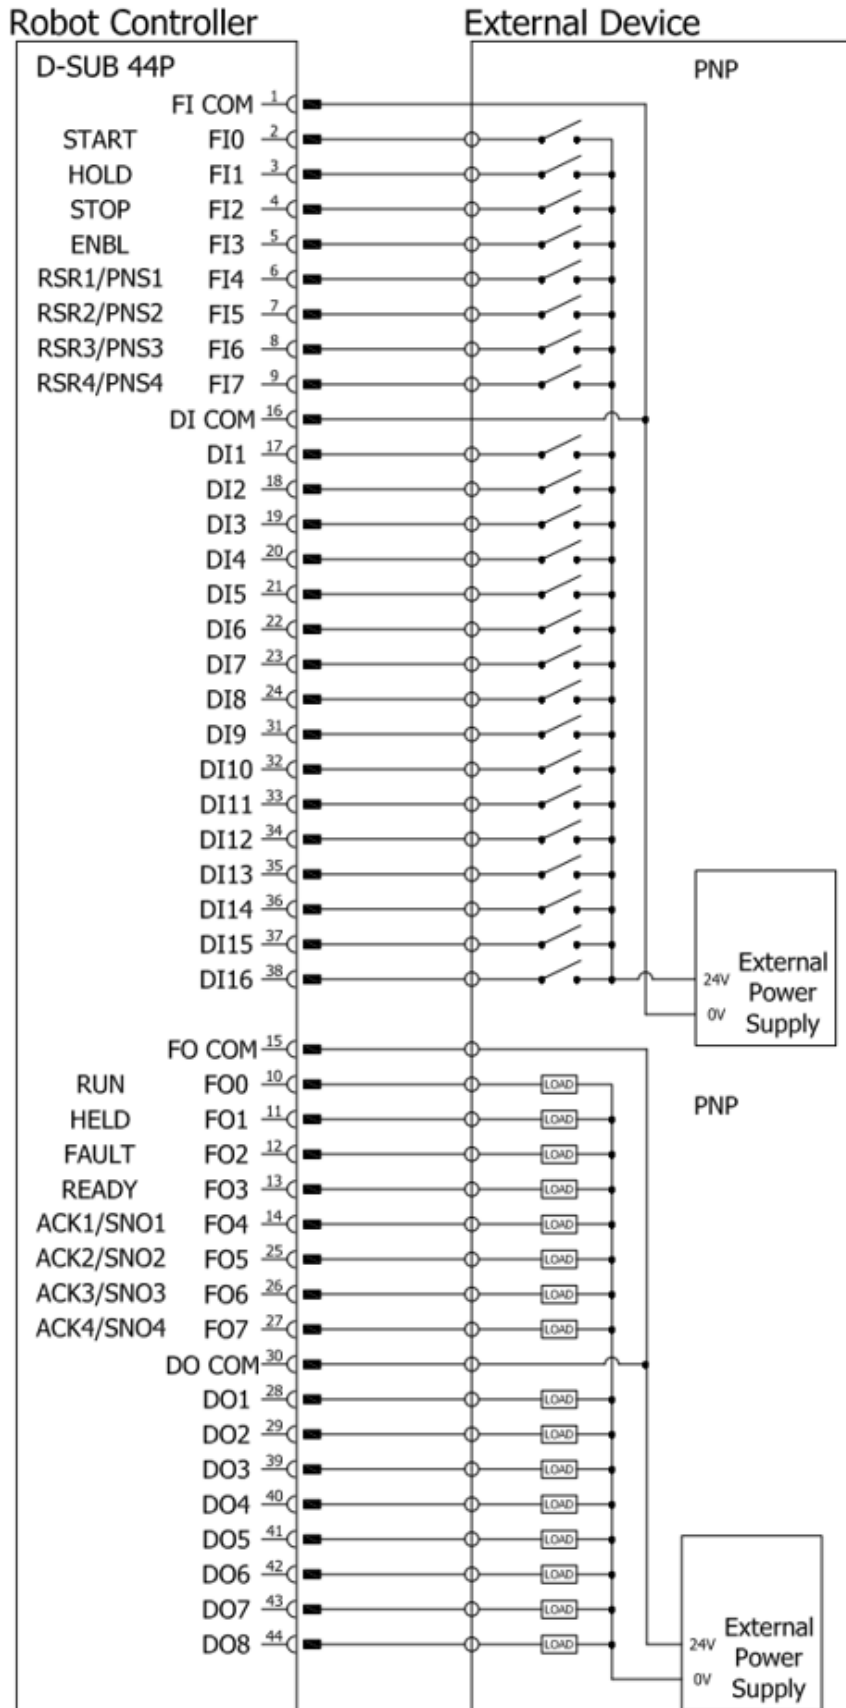 Robot Controller External Device
D-SUB 44P PNP
FI COM 1
START FI0 2
HOLD FI1 3
STOP FI2 4
ENBL FI3 5
RSR1/PNS1 FI4 6
RSR2/PNS2 FI5 7
RSR3/PNS3 FI6 8
RSR4/PNS4 FI7 9
DI COM 16
DI1 17
DI2 18
DI3 19
DI4 20
DI5 21
DI6 22
DI7 23
DI8 24
DI9 31
DI10 32
DI11 33
DI12 34
DI13 35
DI14 36
DI15 37
DI16 38
24V External
0V Power
Supply
FO COM 15
RUN FO0 10 LOAD
PNP
HELD FO1 11 LOAD
FAULT FO2 12 LOAD
READY FO3 13 LOAD
ACK1/SNO1 FO4 14 LOAD
ACK2/SNO2 FO5 25 LOAD
ACK3/SNO3 FO6 26 LOAD
ACK4/SNO4 FO7 27 LOAD
DO COM 30
DO1 28 LOAD
DO2 29 LOAD
DO3 39 LOAD
DO4 40 LOAD
DO5 41 LOAD
DO6 42 LOAD
DO7 43 LOAD
DO8 44 LOAD
24V External
0V Power
Supply